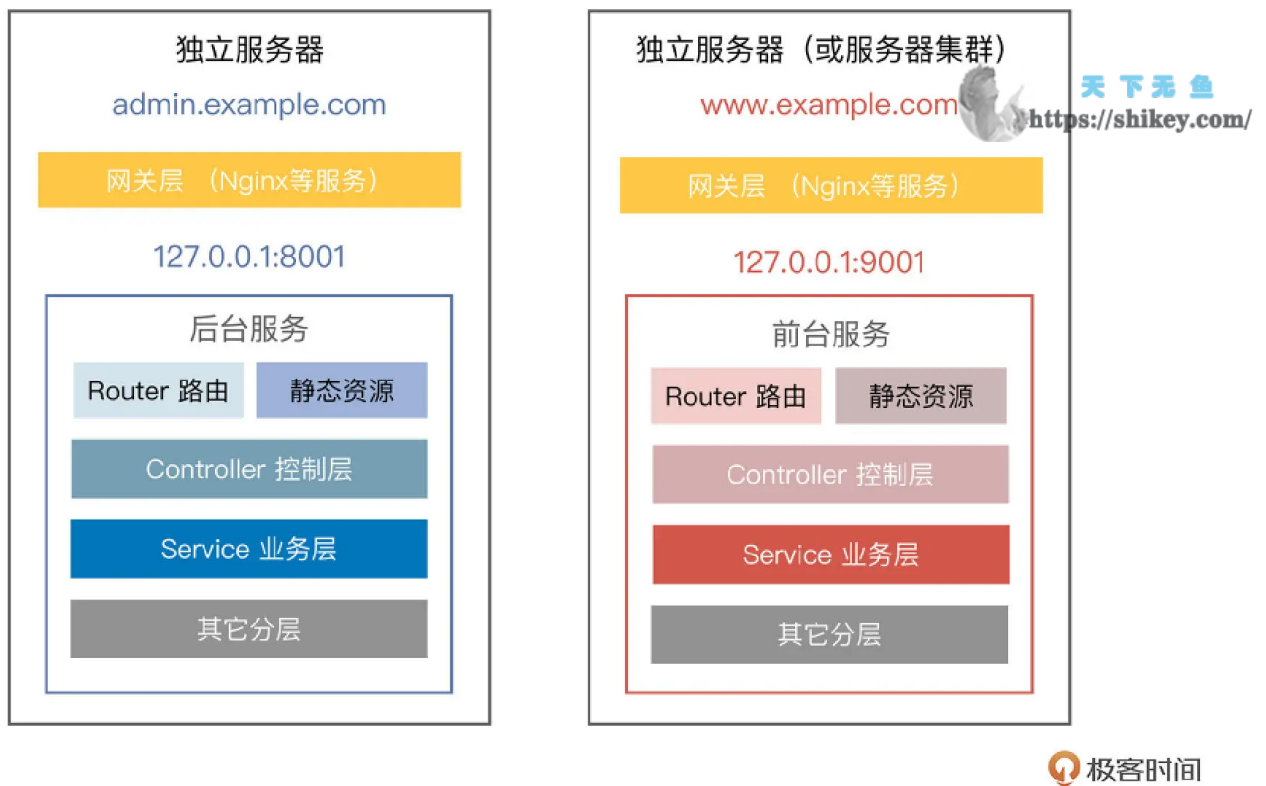 独立服务器
admin.example.com
网关层 （Nginx等服务）
127.0.0.1:8001
后台服务
Router 路由
静态资源
Controller 控制层
Service 业务层
其它分层
独立服务器（或服务器集群）
www.example.com
天下无鱼
https://shikey.com/
网关层 （Nginx等服务）
127.0.0.1:9001
前台服务
Router 路由
静态资源
Controller 控制层
Service 业务层
其它分层
极客时间